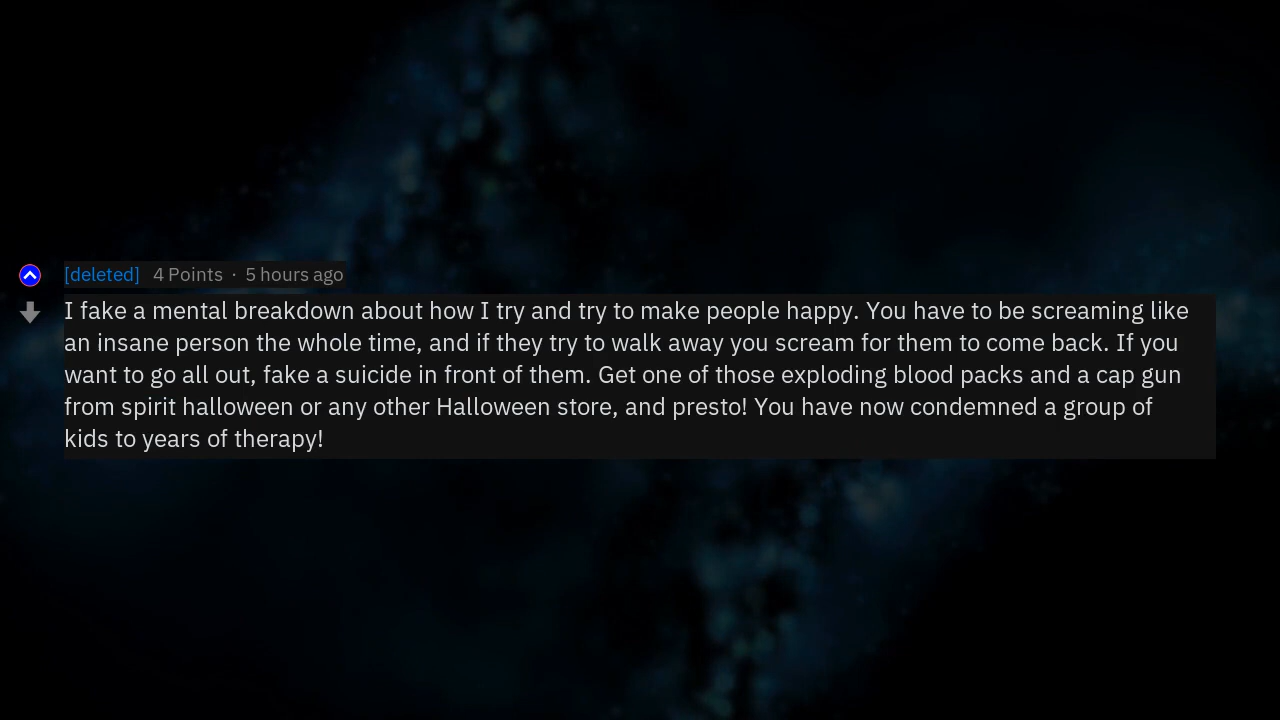 [deleted] 4 Points · 5 hours ago
I fake a mental breakdown about how I try and try to make people happy. You have to be screaming like
an insane person the whole time, and if they try to walk away you scream for them to come back. If you
want to go all out, fake a suicide in front of them. Get one of those exploding blood packs and a cap gun
from spirit halloween or any other Halloween store, and presto! You have now condemned a group of
kids to years of therapy!